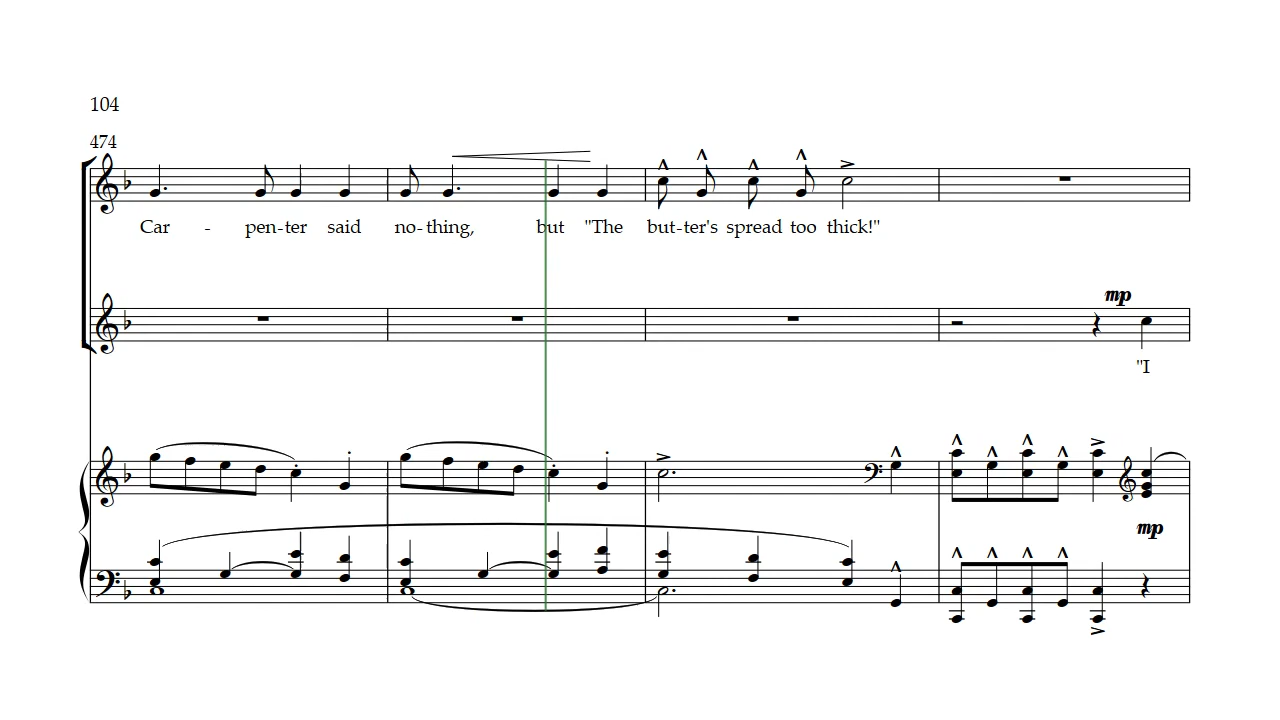 104
474
Car - pen-ter said no-thing, but "The but-ter's spread too thick!"
mp
"I
mp